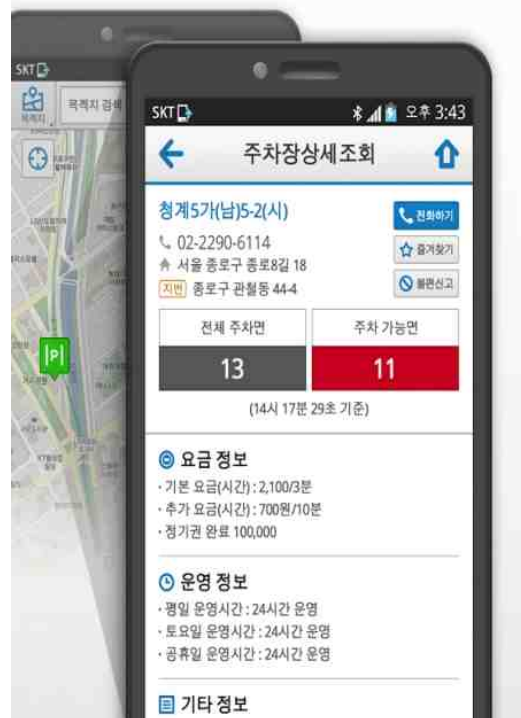 SKT
목적지
목적지 검색
SKT 오후 3:43
주차장상세조회
청계5가(남)5-2(시)
전화하기
02-2290-6114
즐겨찾기
서울 종로구 종로8길 18
지번 종로구 관철동 44-4
불편신고
전체 주차면 주차 가능면
13 11
(14시 17분 29초 기준)
요금 정보
· 기본 요금(시간) : 2,100/3분
· 추가 요금(시간) : 700원/10분
· 정기권 완료 100,000
운영 정보
· 평일 운영시간 : 24시간 운영
· 토요일 운영시간 : 24시간 운영
· 공휴일 운영시간 : 24시간 운영
기타 정보
|P|